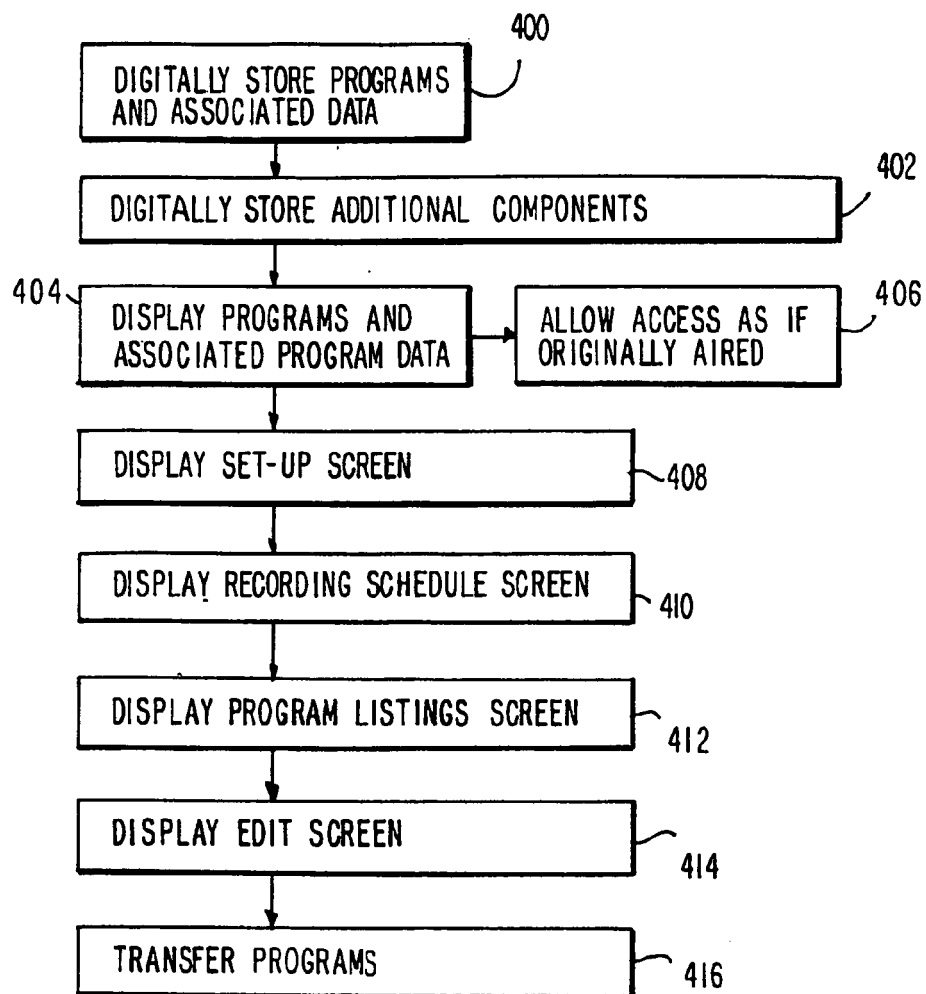 400
DIGITALLY STORE PROGRAMS
AND ASSOCIATED DATA
402
DIGITALLY STORE ADDITIONAL COMPONENTS
404
DISPLAY PROGRAMS AND
ASSOCIATED PROGRAM DATA
406
ALLOW ACCESS AS IF
ORIGINALLY AIRED
DISPLAY SET-UP SCREEN
408
DISPLAY RECORDING SCHEDULE SCREEN
410
DISPLAY PROGRAM LISTINGS SCREEN
412
DISPLAY EDIT SCREEN
414
TRANSFER PROGRAMS
416